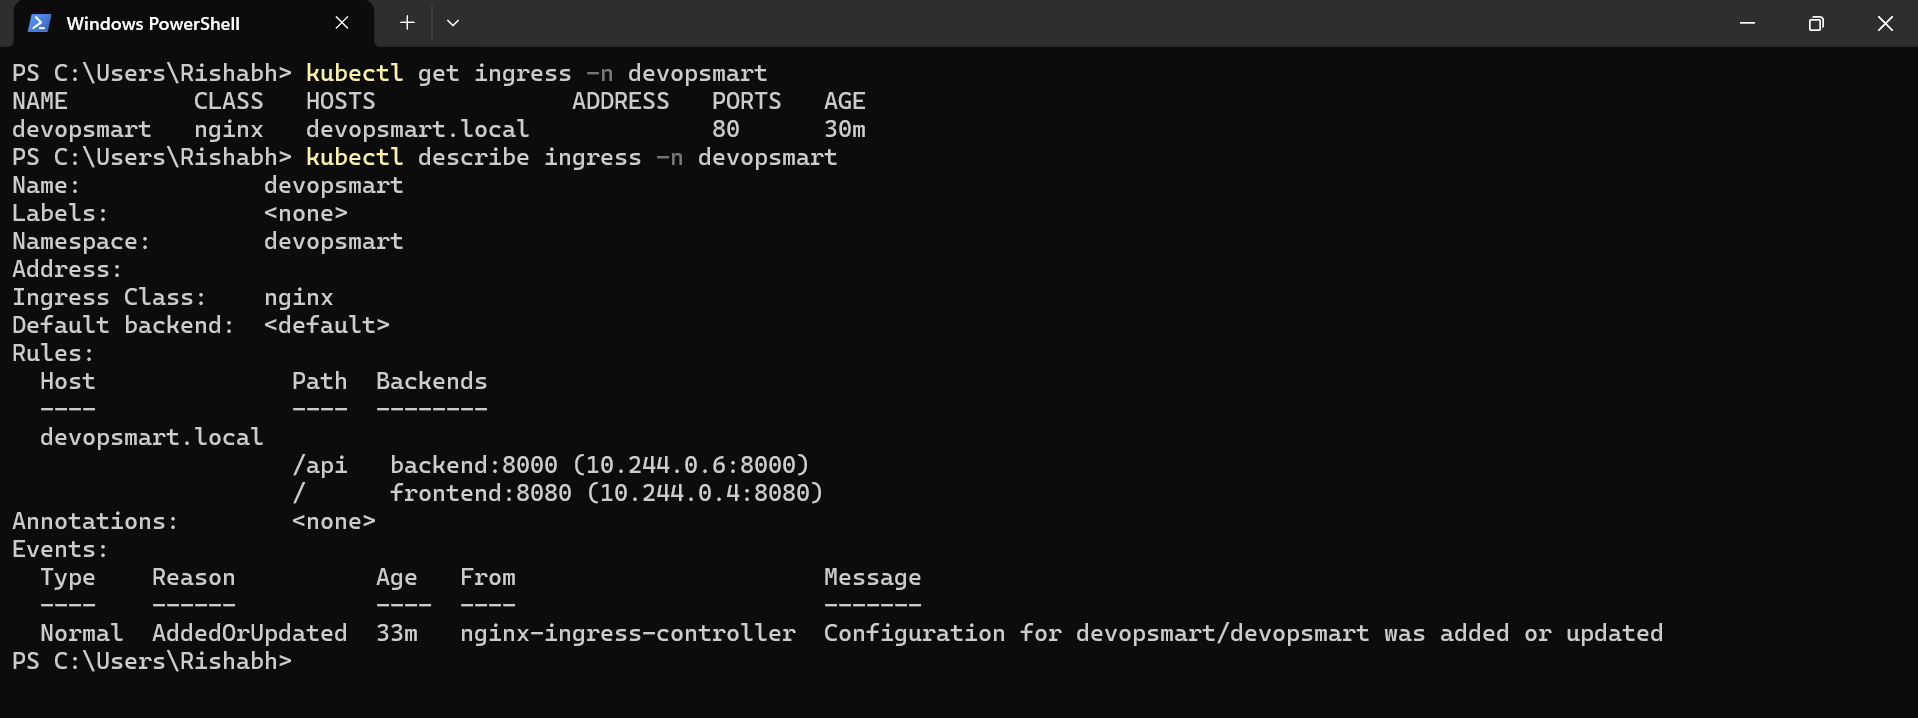 Windows PowerShell
PS C:\Users\Rishabh> kubectl get ingress -n devopsmart
NAME         CLASS   HOSTS              ADDRESS   PORTS   AGE
devopsmart   nginx   devopsmart.local             80      30m
PS C:\Users\Rishabh> kubectl describe ingress -n devopsmart
Name:             devopsmart
Labels:           <none>
Namespace:        devopsmart
Address:
Ingress Class:    nginx
Default backend:  <default>
Rules:
  Host              Path  Backends
  ----              ----  --------
  devopsmart.local
                    /api   backend:8000 (10.244.0.6:8000)
                    /      frontend:8080 (10.244.0.4:8080)
Annotations:        <none>
Events:
  Type    Reason          Age   From                      Message
  ----    ------          ----  ----                      -------
  Normal  AddedOrUpdated  33m   nginx-ingress-controller  Configuration for devopsmart/devopsmart was added or updated
PS C:\Users\Rishabh>